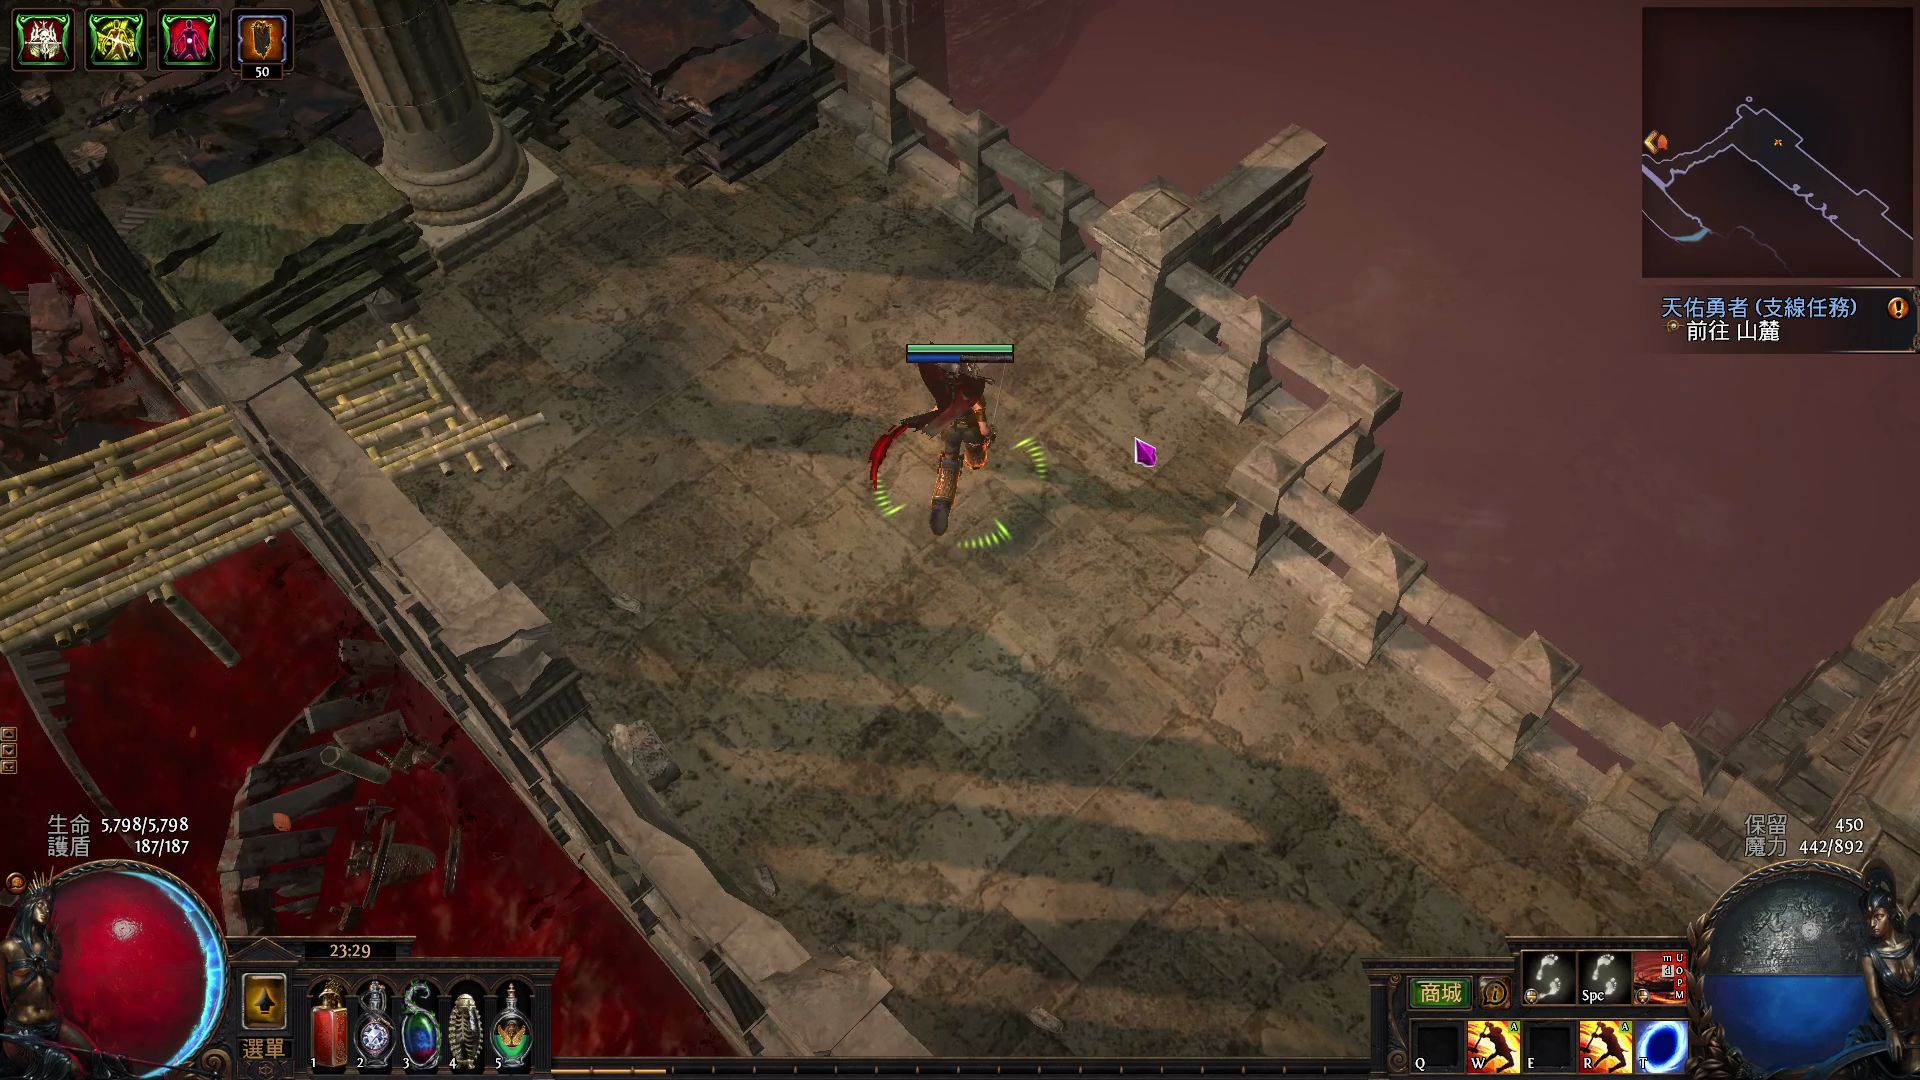 50
天佑勇者 (支線任務)
前往 山麓
生命 5,798/5,798
護盾 187/187
保留 450
魔力 442/892
23:29
選單
1 2 3 4 5
商城
Spc
m U
d O
P
M
Q W A E R A T